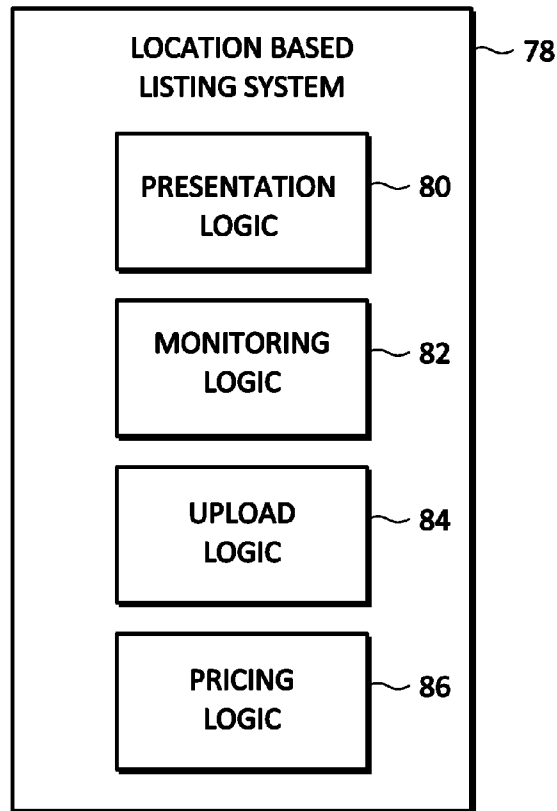 LOCATION BASED
LISTING SYSTEM
78
PRESENTATION
LOGIC
80
MONITORING
LOGIC
82
UPLOAD
LOGIC
84
PRICING
LOGIC
86